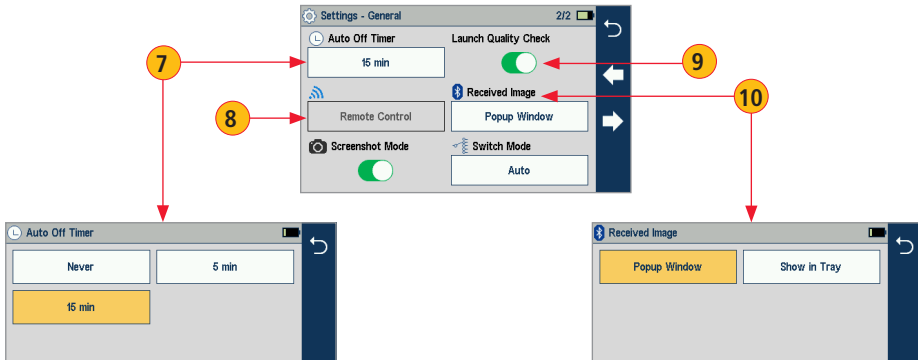 Settings - General 2/2
Auto Off Timer Launch Quality Check
7 15 min 9
Received Image 10
8 Remote Control Popup Window
Screenshot Mode Switch Mode
Auto
Auto Off Timer
Never 5 min
15 min
Received Image
Popup Window Show in Tray